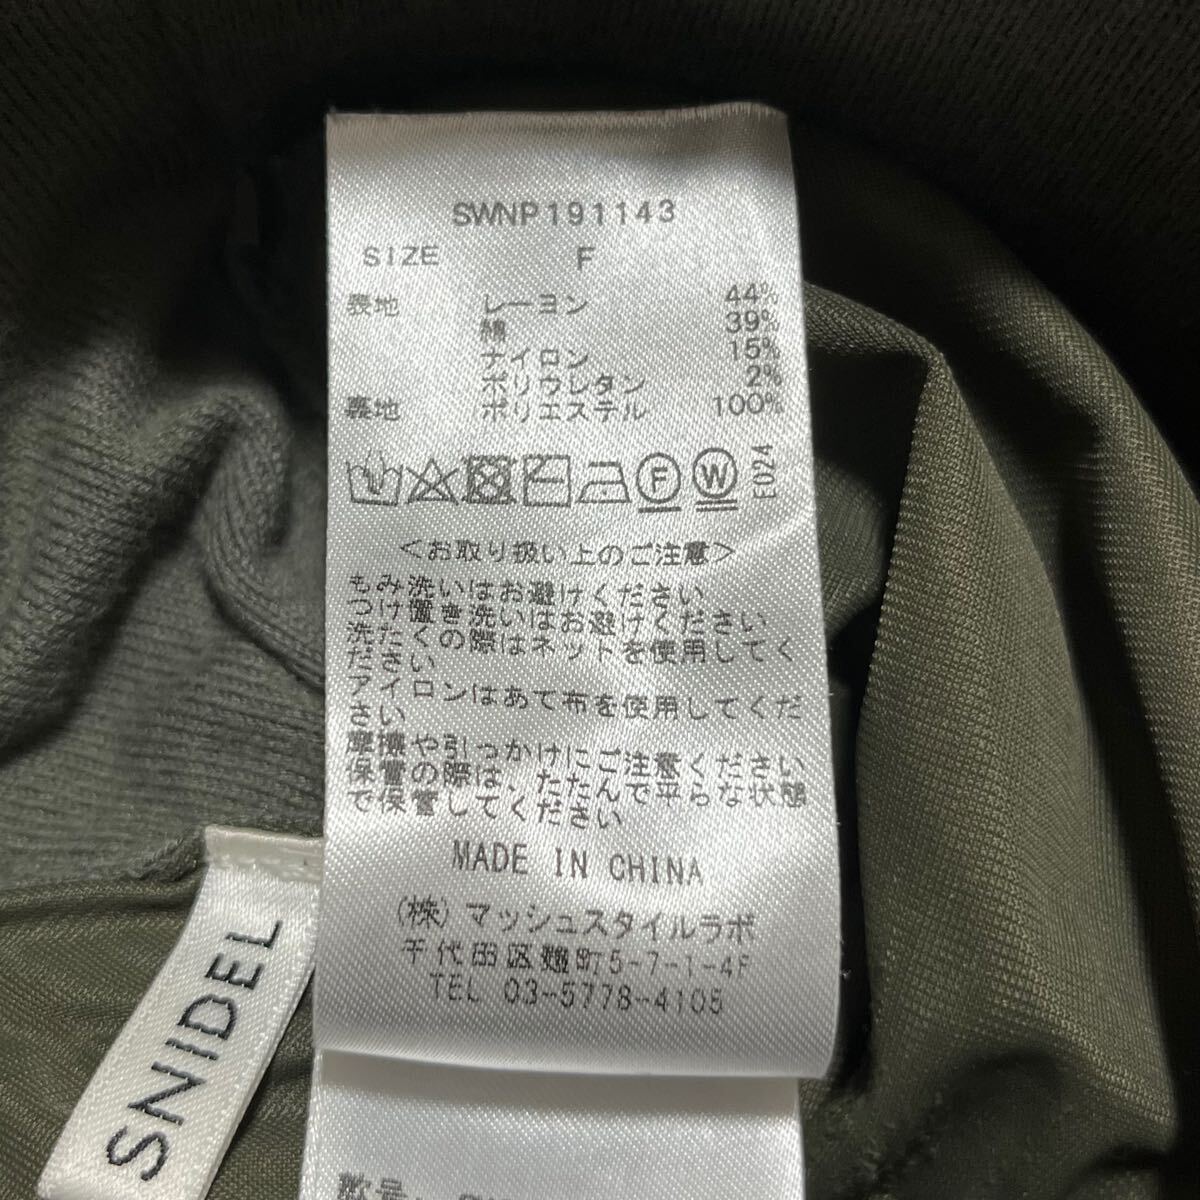 SWNP191143
SIZE F
表地 レーヨン 44%
綿 39%
ナイロン 15%
ポリウレタン 2%
裏地 ポリエステル 100%
F W E024
<お取り扱い上のご注意>
もみ洗いはお避けください
つけ置き洗いはお避けください
洗たくの際はネットを使用してく
ださい
アイロンはあて布を使用してくだ
さい
摩擦や引っかけにご注意ください
保管の際は、たたんで平らな状態
で保管してください
MADE IN CHINA
(株)マッシュスタイルラボ
千代田区麹町5-7-1-4F
TEL 03-5778-4105
SNIDEL
款号: